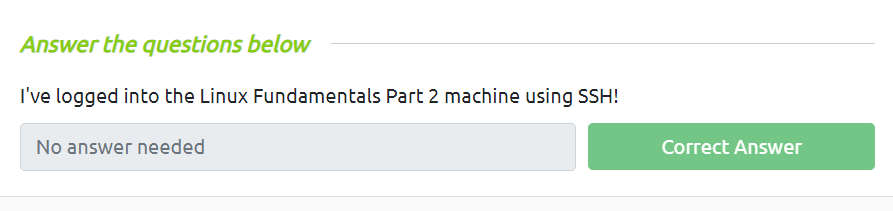 Answer the questions below
I've logged into the Linux Fundamentals Part 2 machine using SSH!
No answer needed
Correct Answer